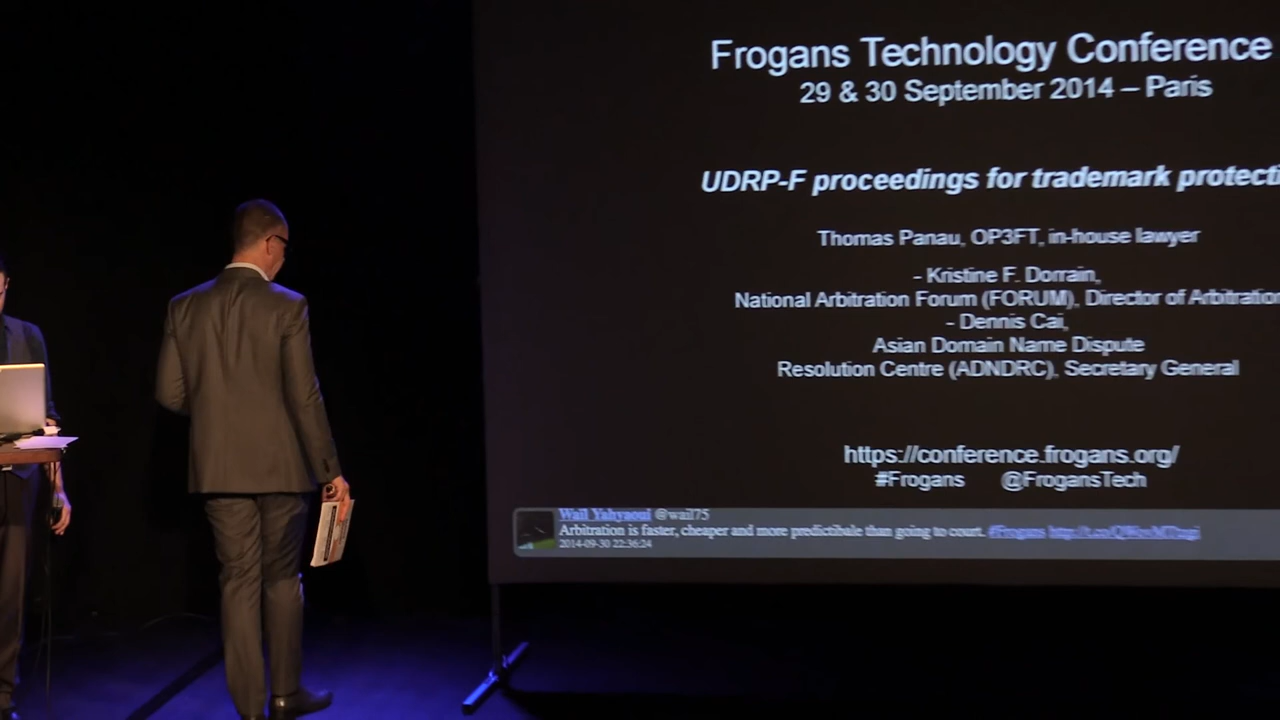 Frogans Technology Conference
29 & 30 September 2014 – Paris
UDRP-F proceedings for trademark protecti
Thomas Panau, OP3FT, in-house lawyer
- Kristine F. Dorrain,
National Arbitration Forum (FORUM), Director of Arbitration
- Dennis Cai,
Asian Domain Name Dispute
Resolution Centre (ADNDRC), Secretary General
https://conference.frogans.org/
#Frogans @FrogansTech
Wail Yahyaoui @wail75
Arbitration is faster, cheaper and more predictibale than going to court. #Frogans
2014-09-30 22:36:24